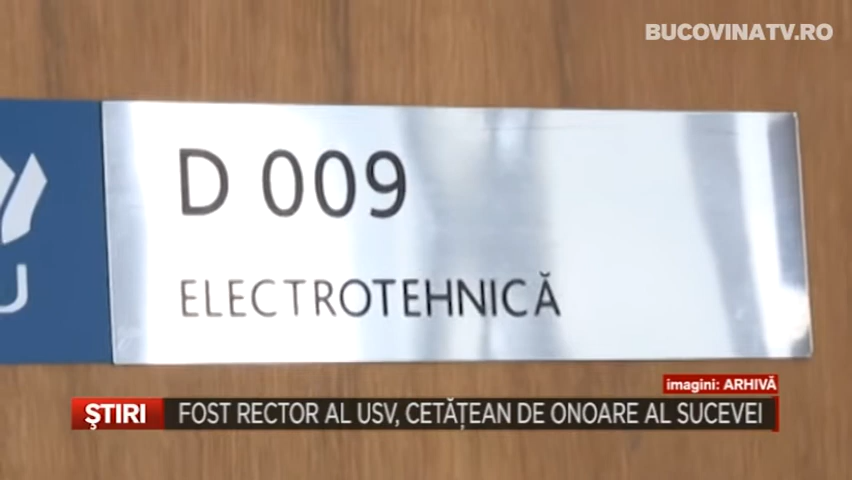 BUCOVINATV.RO
D 009
ELECTROTEHNICĂ
imagini: ARHIVĂ
ŞTIRI
FOST RECTOR AL USV, CETĂȚEAN DE ONOARE AL SUCEVEI